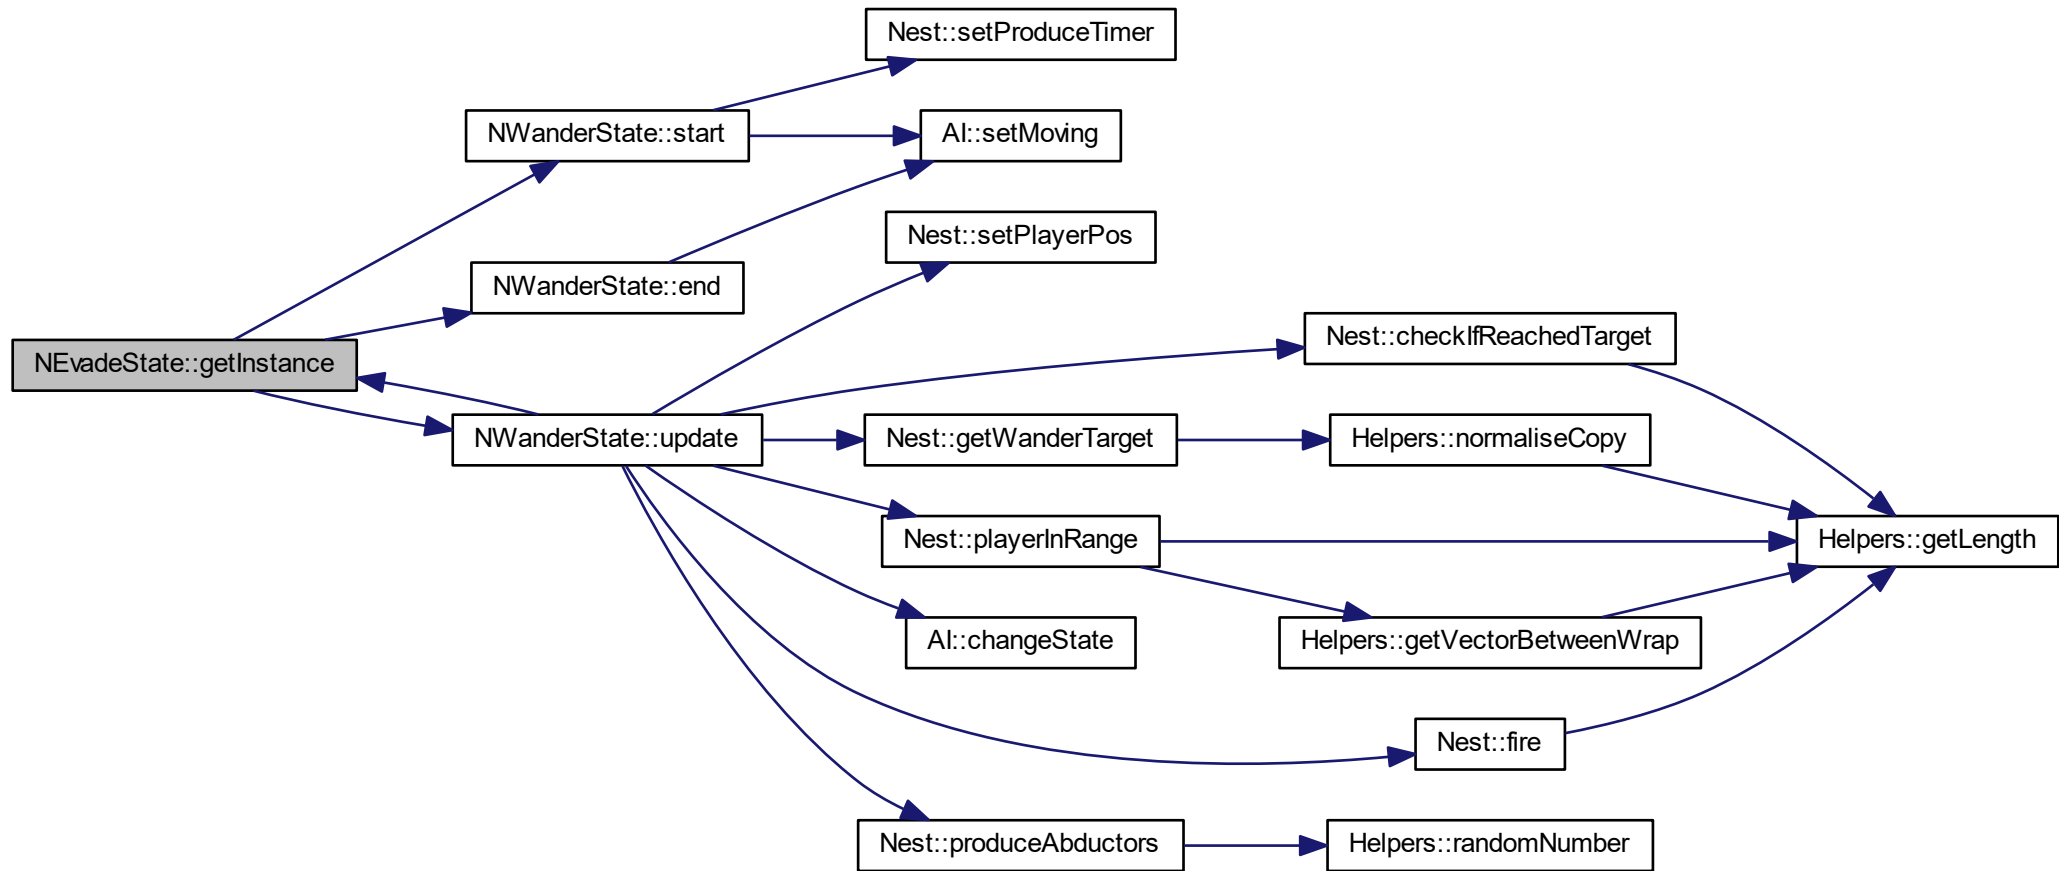 Nest::setProduceTimer
NWanderState::start
AI::setMoving
Nest::setPlayerPos
NWanderState::end
Nest::checkIfReachedTarget
NEvadeState::getInstance
NWanderState::update
Nest::getWanderTarget
Helpers::normaliseCopy
Nest::playerInRange
Helpers::getLength
AI::changeState
Helpers::getVectorBetweenWrap
Nest::fire
Nest::produceAbductors
Helpers::randomNumber